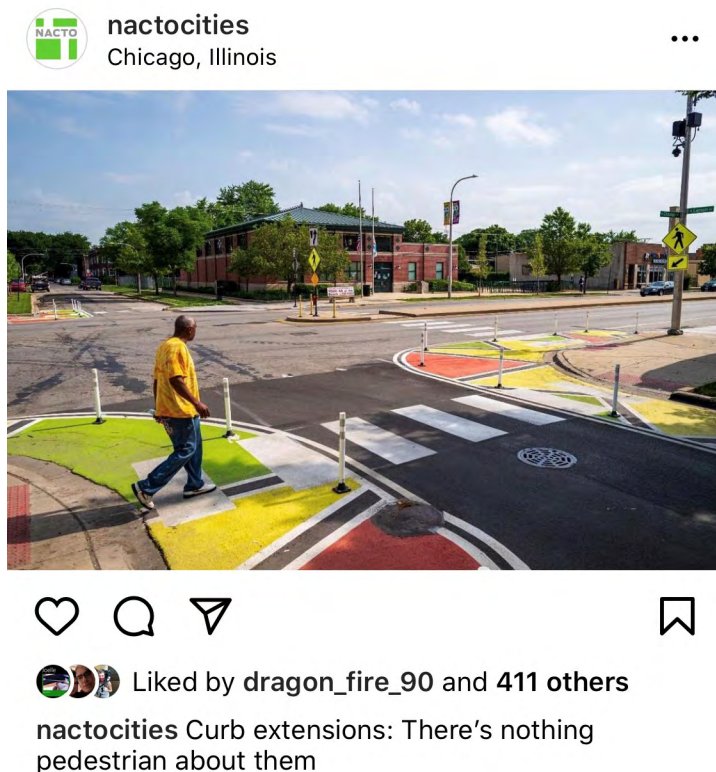 NACTO
nactocities
Chicago, Illinois
Liked by dragon_fire_90 and 411 others
nactocities Curb extensions: There's nothing
pedestrian about them